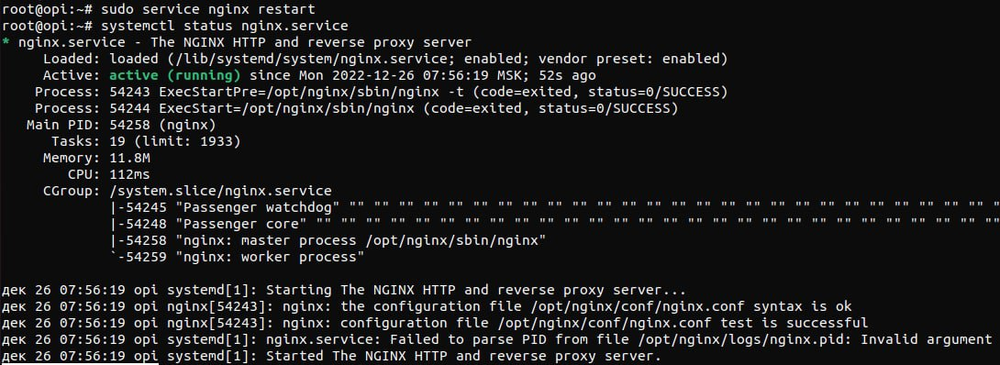 root@opi:~# sudo service nginx restart
root@opi:~# systemctl status nginx.service
* nginx.service - The NGINX HTTP and reverse proxy server
     Loaded: loaded (/lib/systemd/system/nginx.service; enabled; vendor preset: enabled)
     Active: active (running) since Mon 2022-12-26 07:56:19 MSK; 52s ago
    Process: 54243 ExecStartPre=/opt/nginx/sbin/nginx -t (code=exited, status=0/SUCCESS)
    Process: 54244 ExecStart=/opt/nginx/sbin/nginx (code=exited, status=0/SUCCESS)
   Main PID: 54258 (nginx)
      Tasks: 19 (limit: 1933)
     Memory: 11.8M
        CPU: 112ms
     CGroup: /system.slice/nginx.service
             |-54245 "Passenger watchdog" "" "" "" "" "" "" "" "" "" "" "" "" "" "" "" "" "" "" "" "" "" "" "" "" "" "" "
             |-54248 "Passenger core" "" "" "" "" "" "" "" "" "" "" "" "" "" "" "" "" "" "" "" "" "" "" "" "" "" "" "" ""
             |-54258 "nginx: master process /opt/nginx/sbin/nginx"
             `-54259 "nginx: worker process"

дек 26 07:56:19 opi systemd[1]: Starting The NGINX HTTP and reverse proxy server...
дек 26 07:56:19 opi nginx[54243]: nginx: the configuration file /opt/nginx/conf/nginx.conf syntax is ok
дек 26 07:56:19 opi nginx[54243]: nginx: configuration file /opt/nginx/conf/nginx.conf test is successful
дек 26 07:56:19 opi systemd[1]: nginx.service: Failed to parse PID from file /opt/nginx/logs/nginx.pid: Invalid argument
дек 26 07:56:19 opi systemd[1]: Started The NGINX HTTP and reverse proxy server.